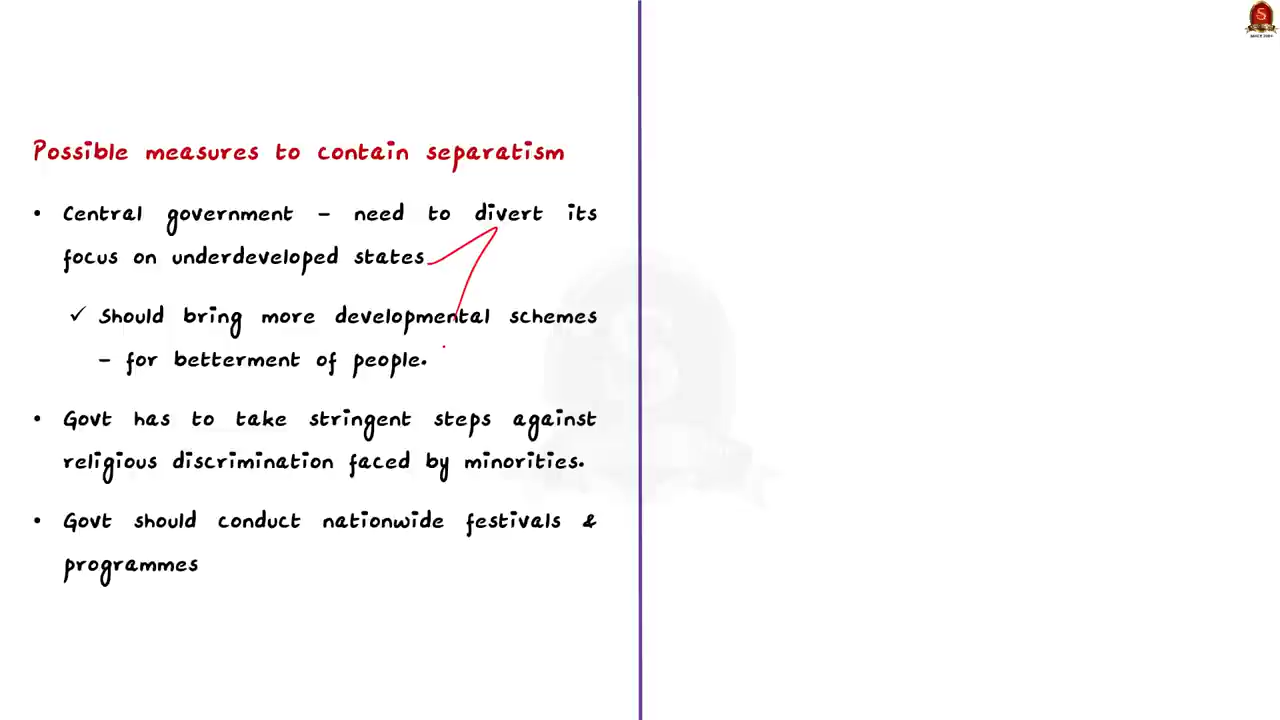 Possible measures to contain separatism
• Central government – need to divert its
focus on underdeveloped states
✓ Should bring more developmental schemes
– for betterment of people.
• Govt has to take stringent steps against
religious discrimination faced by minorities.
• Govt should conduct nationwide festivals &
programmes
S
SINCE 2004